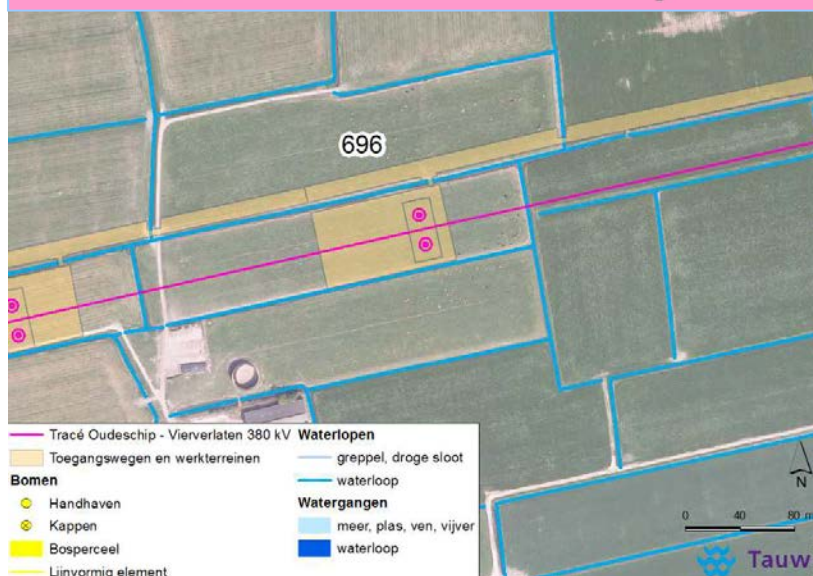 696
Tracé Oudeschip - Vierverlaten 380 kV
Toegangswegen en werkterreinen
Bomen
Handhaven
Kappen
Bosperceel
Lijnvormig element
Waterlopen
greppel, droge sloot
waterloop
Watergangen
meer, plas, ven, vijver
waterloop
N
0 40 80 m
Tauw